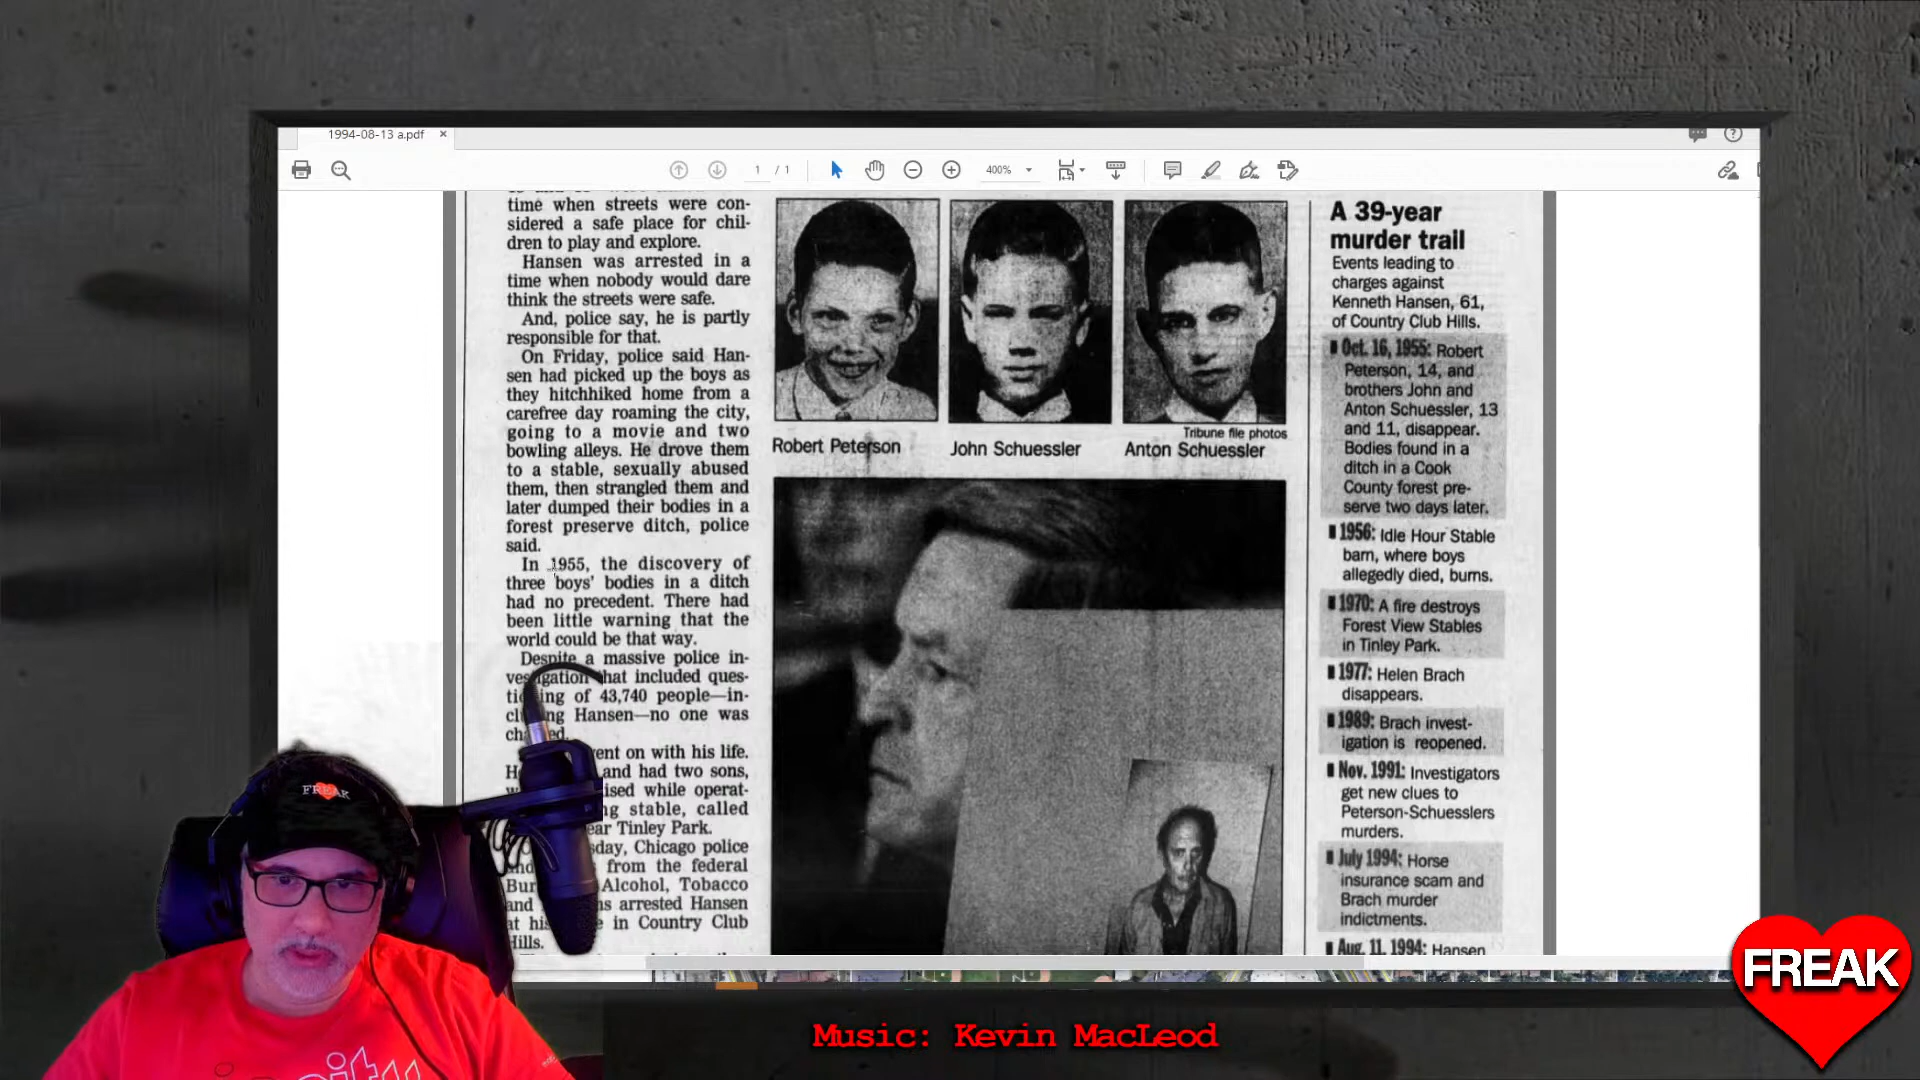 1994-08-13 a.pdf
1 / 1
400%
time when streets were con-
sidered a safe place for chil-
dren to play and explore.
Hansen was arrested in a
time when nobody would dare
think the streets were safe.
And, police say, he is partly
responsible for that.
On Friday, police said Han-
sen had picked up the boys as
they hitchhiked home from a
carefree day roaming the city,
going to a movie and two
bowling alleys. He drove them
to a stable, sexually abused
them, then strangled them and
later dumped their bodies in a
forest preserve ditch, police
said.
In 1955, the discovery of
three boys' bodies in a ditch
had no precedent. There had
been little warning that the
world could be that way.
Despite a massive police in-
that included ques-
of 43,740 people—in-
Hansen—no one was
on with his life.
and had two sons,
while operat-
stable, called
Tinley Park.
Chicago police
from the federal
Alcohol, Tobacco
and arrested Hansen
at in Country Club
Hills.
Robert Peterson
John Schuessler
Tribune file photos
Anton Schuessler
A 39-year
murder trail
Events leading to
charges against
Kenneth Hansen, 61,
of Country Club Hills.
Oct. 16, 1955: Robert
Peterson, 14, and
brothers John and
Anton Schuessler, 13
and 11, disappear.
Bodies found in a
ditch in a Cook
County forest pre-
serve two days later.
1956: Idle Hour Stable
barn, where boys
allegedly died, burns.
1970: A fire destroys
Forest View Stables
in Tinley Park.
1977: Helen Brach
disappears.
1989: Brach invest-
igation is reopened.
Nov. 1991: Investigators
get new clues to
Peterson-Schuesslers
murders.
July 1994: Horse
insurance scam and
Brach murder
indictments.
Aug. 11, 1994: Hansen
FREAK
FREAK
Music: Kevin MacLeod